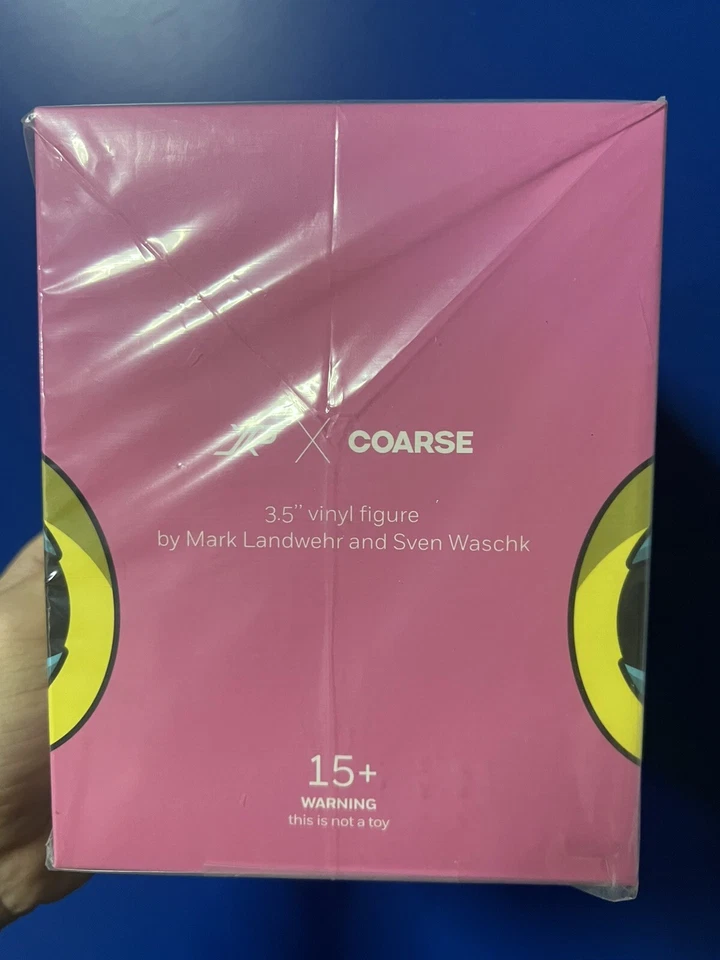 X COARSE
3.5’’ vinyl figure
by Mark Landwehr and Sven Waschk
15+
WARNING
this is not a toy